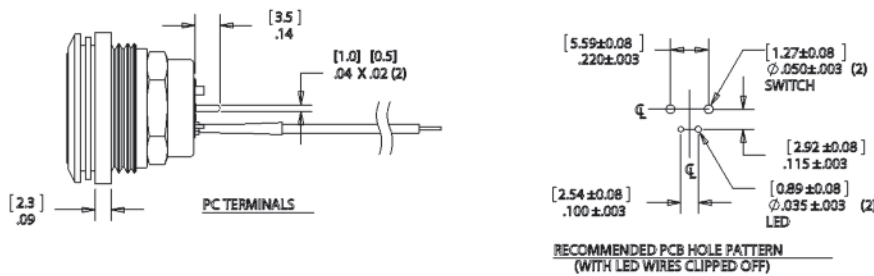 [3.5]
.14
[1.0] [0.5]
.04 X .02 (2)
[2.3]
.09
PC TERMINALS
[5.59±0.08]
.220±.003
[1.27±0.08]
Ø.050±.003 (2)
SWITCH
℄
[2.92±0.08]
.115±.003
℄
[2.54±0.08]
.100±.003
[0.89±0.08]
Ø.035±.003 (2)
LED
RECOMMENDED PCB HOLE PATTERN
(WITH LED WIRES CLIPPED OFF)